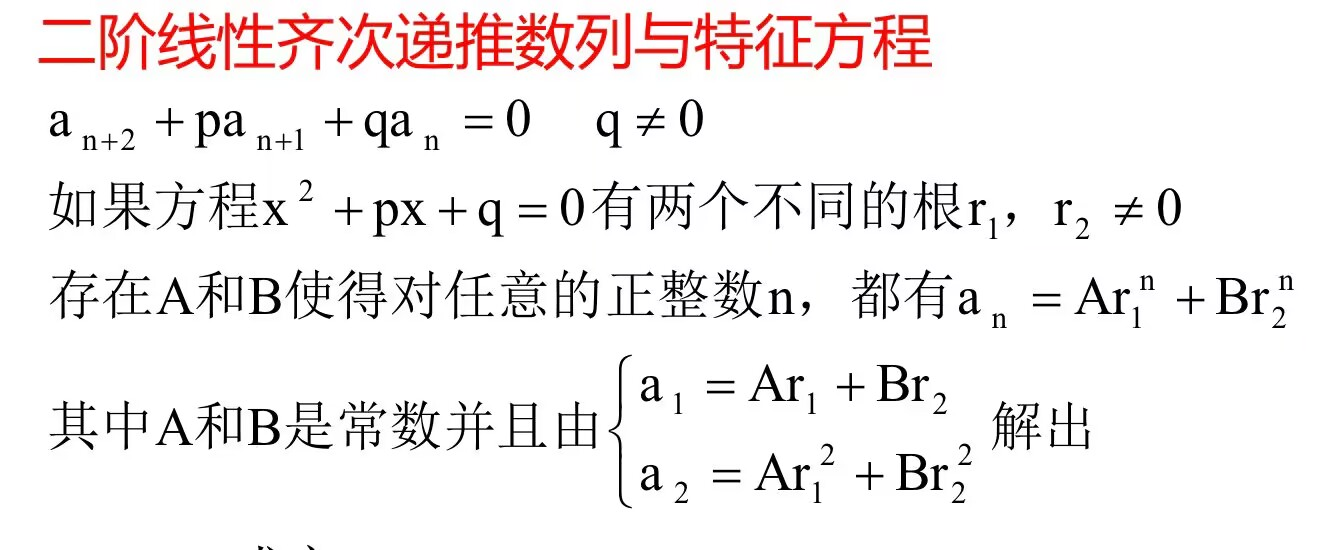 二阶线性齐次递推数列与特征方程
aₙ₊₂ + paₙ₊₁ + qaₙ = 0 q ≠ 0
如果方程x² + px + q = 0有两个不同的根r₁，r₂ ≠ 0
存在A和B使得对任意的正整数n，都有aₙ = Ar₁ⁿ + Br₂ⁿ
a₁ = Ar₁ + Br₂
其中A和B是常数并且由{解出
a₂ = Ar₁² + Br₂²